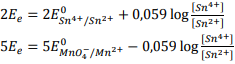 2E_e = 2E^0_{Sn^{4+}/Sn^{2+}} + 0,059 log [Sn^{4+}]/[Sn^{2+}]
5E_e = 5E^0_{MnO_4^-/Mn^{2+}} − 0,059 log [Sn^{4+}]/[Sn^{2+}]